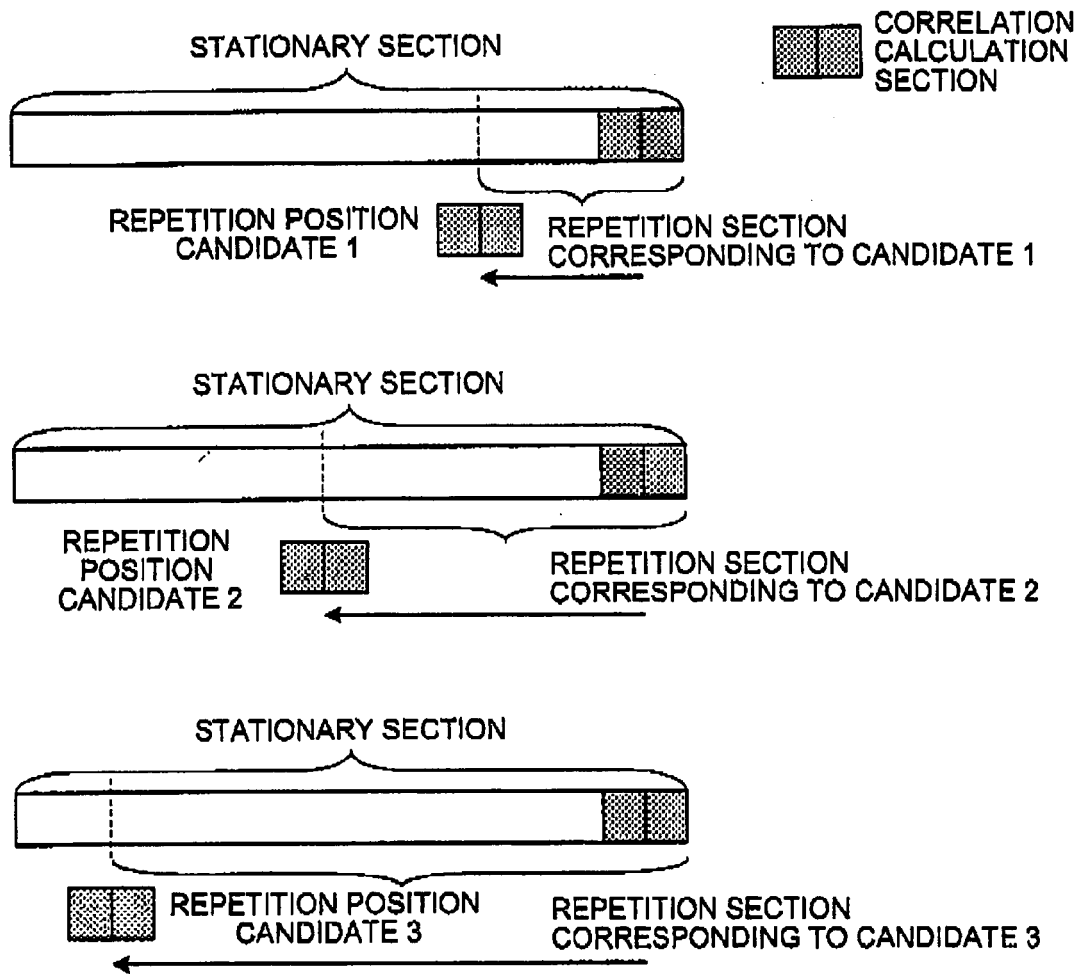 STATIONARY SECTION
CORRELATION
CALCULATION
SECTION
REPETITION POSITION
CANDIDATE 1
REPETITION SECTION
CORRESPONDING TO CANDIDATE 1
STATIONARY SECTION
REPETITION
POSITION
CANDIDATE 2
REPETITION SECTION
CORRESPONDING TO CANDIDATE 2
STATIONARY SECTION
REPETITION POSITION
CANDIDATE 3
REPETITION SECTION
CORRESPONDING TO CANDIDATE 3